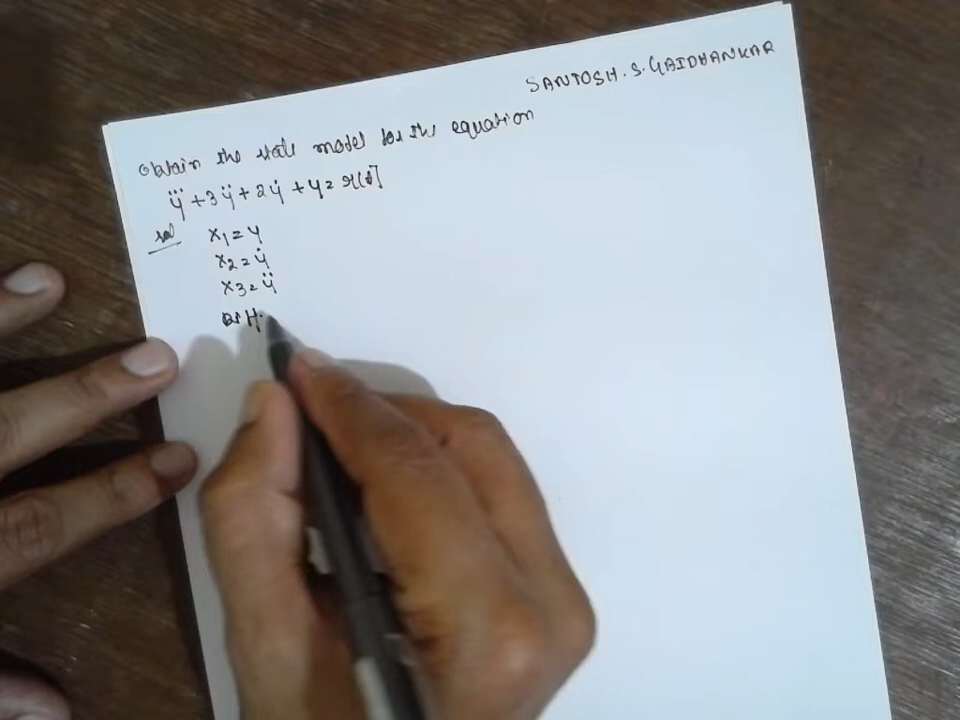 SANTOSH.S.GAIDHANKAR
Obtain the state model for the equation
y⃛ + 3ÿ + 2ẏ + y = r(t)
sol
x₁ = y
x₂ = ẏ
x₃ = ÿ